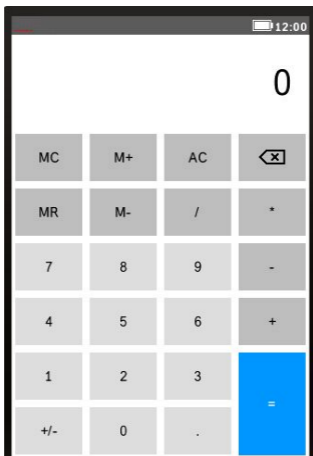 12:00
0
MC M+ AC
MR M- / *
7 8 9 -
4 5 6 +
1 2 3
=
+/- 0 .